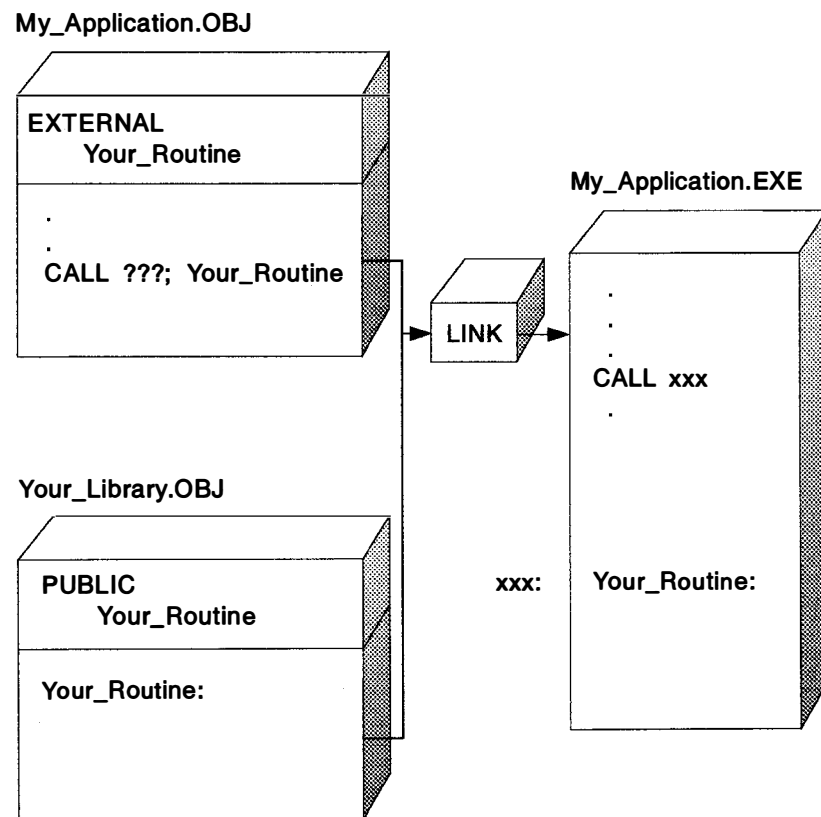 My_Application.OBJ
EXTERNAL
Your_Routine
.
.
CALL ???; Your_Routine
Your_Library.OBJ
PUBLIC
Your_Routine
Your_Routine:
LINK
My_Application.EXE
.
.
.
CALL xxx
.
xxx: Your_Routine: